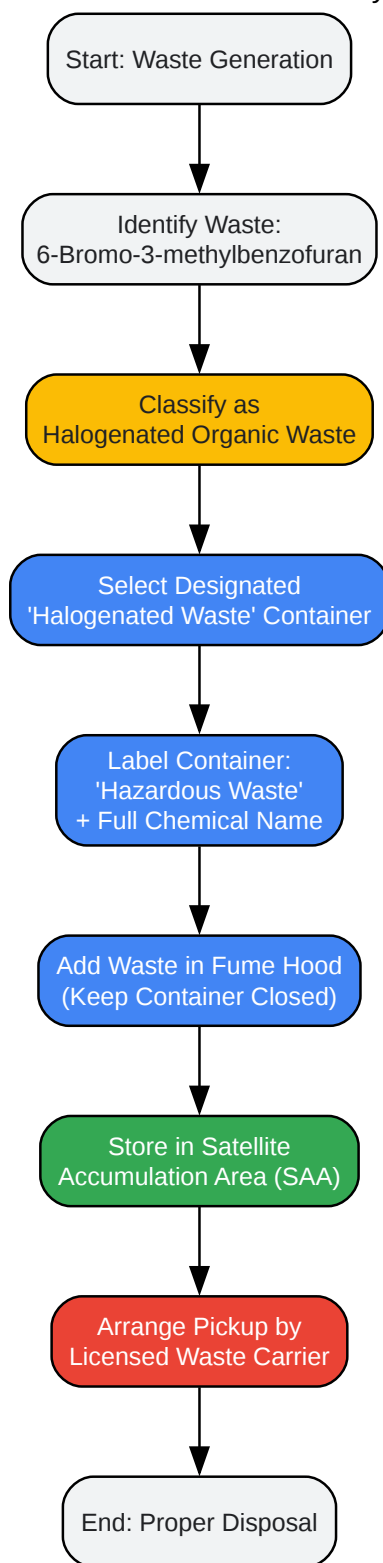 Start: Waste Generation
Identify Waste:
6-Bromo-3-methylbenzofuran
Classify as
Halogenated Organic Waste
Select Designated
'Halogenated Waste' Container
Label Container:
'Hazardous Waste'
+ Full Chemical Name
Add Waste in Fume Hood
(Keep Container Closed)
Store in Satellite
Accumulation Area (SAA)
Arrange Pickup by
Licensed Waste Carrier
End: Proper Disposal